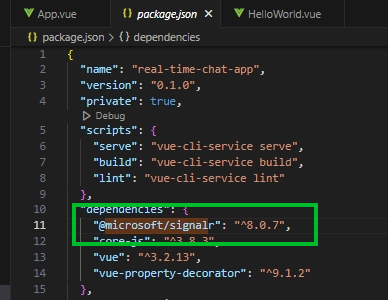 App.vue
package.json
HelloWorld.vue
package.json > dependencies
1 {
2 "name": "real-time-chat-app",
3 "version": "0.1.0",
4 "private": true,
Debug
5 "scripts": {
6 "serve": "vue-cli-service serve",
7 "build": "vue-cli-service build",
8 "lint": "vue-cli-service lint"
9 },
10 "dependencies": {
11 "@microsoft/signalr": "^8.0.7",
12 "core-js": "^3.8.3",
13 "vue": "^3.2.13",
14 "vue-property-decorator": "^9.1.2"
15 },